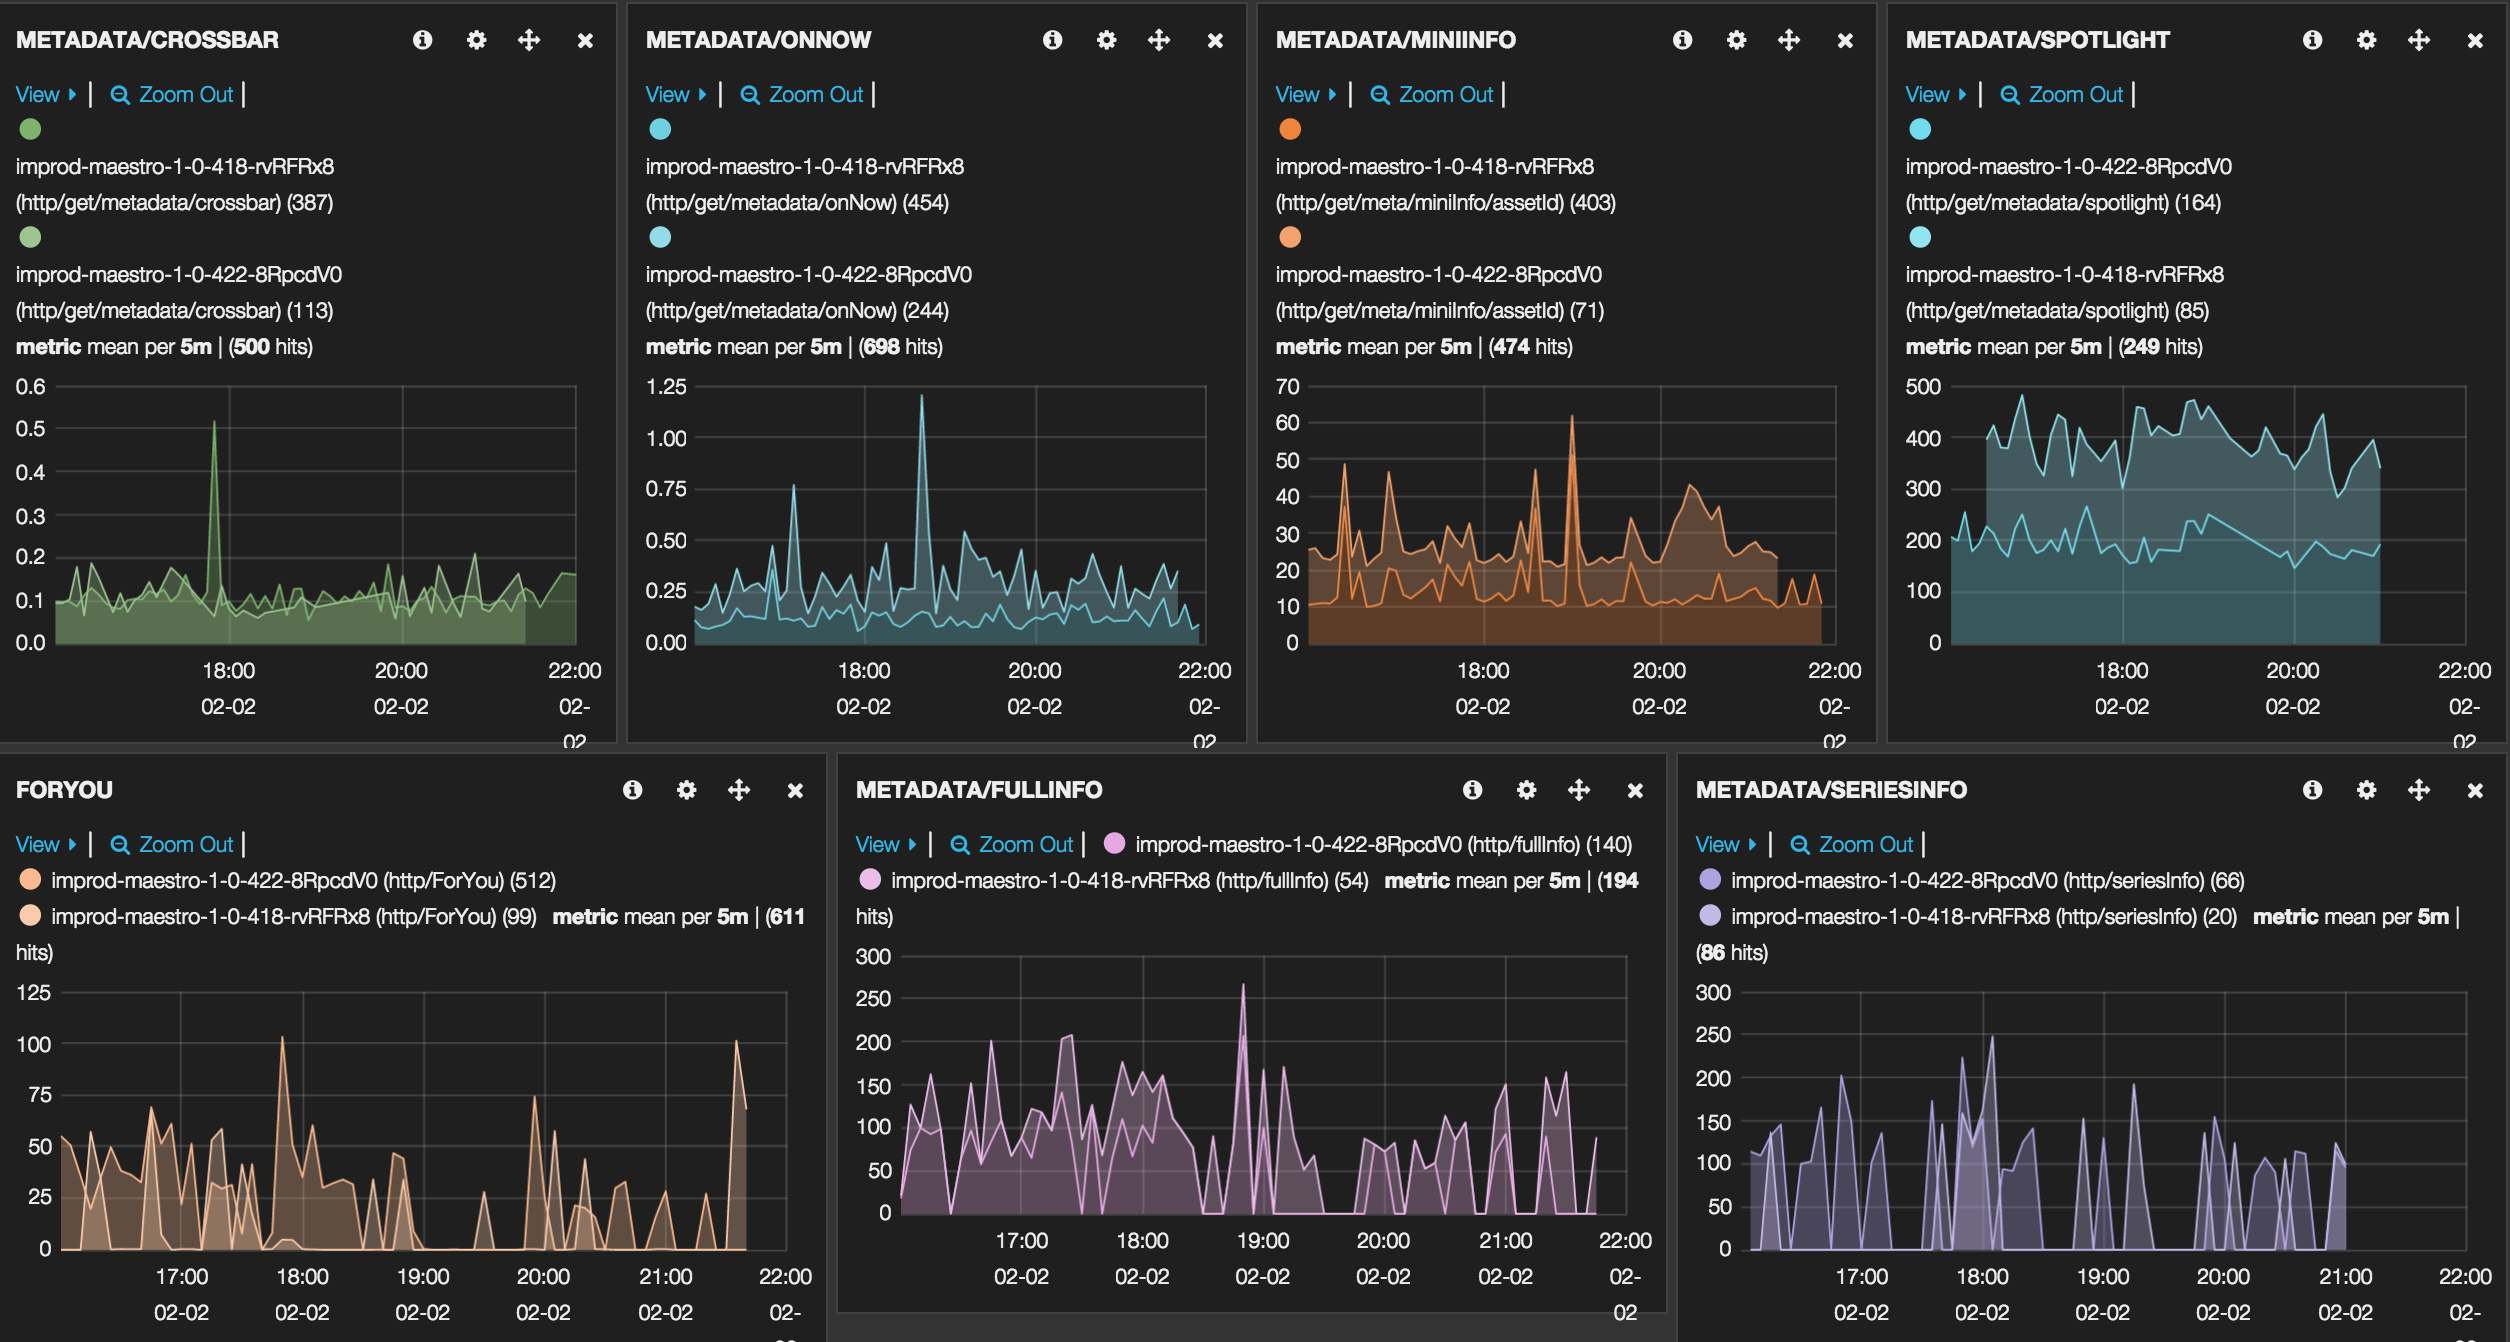 METADATA/CROSSBAR
View | Zoom Out |
improd-maestro-1-0-418-rvRFRx8
(http/get/metadata/crossbar) (387)
improd-maestro-1-0-422-8RpcdV0
(http/get/metadata/crossbar) (113)
metric mean per 5m | (500 hits)
0.6
0.5
0.4
0.3
0.2
0.1
0.0
18:00 20:00 22:00
02-02 02-02 02-
02
METADATA/ONNOW
View | Zoom Out |
improd-maestro-1-0-418-rvRFRx8
(http/get/metadata/onNow) (454)
improd-maestro-1-0-422-8RpcdV0
(http/get/metadata/onNow) (244)
metric mean per 5m | (698 hits)
1.25
1.00
0.75
0.50
0.25
0.00
18:00 20:00 22:00
02-02 02-02 02-
02
METADATA/MINIINFO
View | Zoom Out |
improd-maestro-1-0-418-rvRFRx8
(http/get/meta/miniInfo/assetId) (403)
improd-maestro-1-0-422-8RpcdV0
(http/get/meta/miniInfo/assetId) (71)
metric mean per 5m | (474 hits)
70
60
50
40
30
20
10
0
18:00 20:00 22:00
02-02 02-02 02-
02
METADATA/SPOTLIGHT
View | Zoom Out |
improd-maestro-1-0-422-8RpcdV0
(http/get/metadata/spotlight) (164)
improd-maestro-1-0-418-rvRFRx8
(http/get/metadata/spotlight) (85)
metric mean per 5m | (249 hits)
500
400
300
200
100
0
18:00 20:00 22:00
02-02 02-02 02-
02
FORYOU
View | Zoom Out |
improd-maestro-1-0-422-8RpcdV0 (http/ForYou) (512)
improd-maestro-1-0-418-rvRFRx8 (http/ForYou) (99) metric mean per 5m | (611
hits)
125
100
75
50
25
0
17:00 18:00 19:00 20:00 21:00 22:00
02-02 02-02 02-02 02-02 02-02 02-
METADATA/FULLINFO
View | Zoom Out | improd-maestro-1-0-422-8RpcdV0 (http/fullInfo) (140)
improd-maestro-1-0-418-rvRFRx8 (http/fullInfo) (54) metric mean per 5m | (194
hits)
300
250
200
150
100
50
0
17:00 18:00 19:00 20:00 21:00 22:00
02-02 02-02 02-02 02-02 02-02 02-
02
METADATA/SERIESINFO
View | Zoom Out |
improd-maestro-1-0-422-8RpcdV0 (http/seriesInfo) (66)
improd-maestro-1-0-418-rvRFRx8 (http/seriesInfo) (20) metric mean per 5m |
(86 hits)
300
250
200
150
100
50
0
17:00 18:00 19:00 20:00 21:00 22:00
02-02 02-02 02-02 02-02 02-02 02-